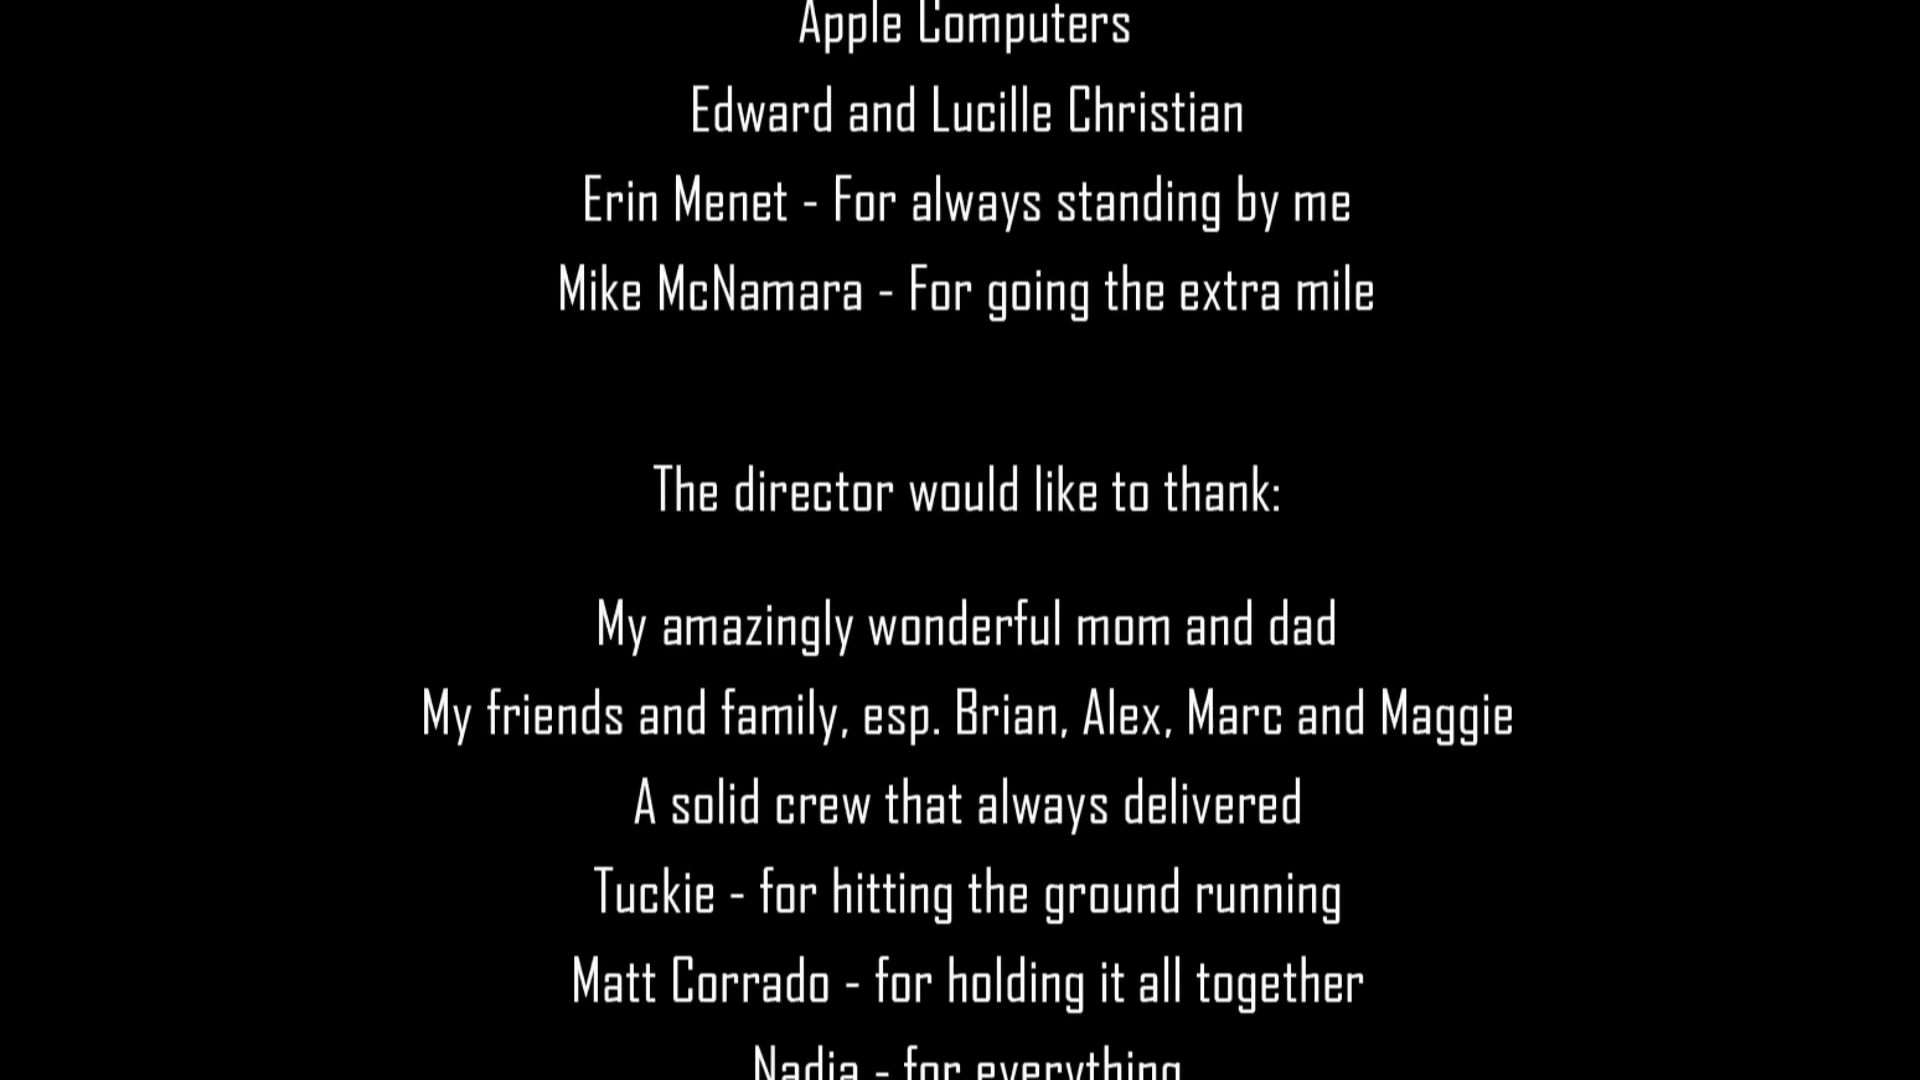 Apple Computers
Edward and Lucille Christian
Erin Menet - For always standing by me
Mike McNamara - For going the extra mile
The director would like to thank:
My amazingly wonderful mom and dad
My friends and family, esp. Brian, Alex, Marc and Maggie
A solid crew that always delivered
Tuckie - for hitting the ground running
Matt Corrado - for holding it all together
Nadia - for everything